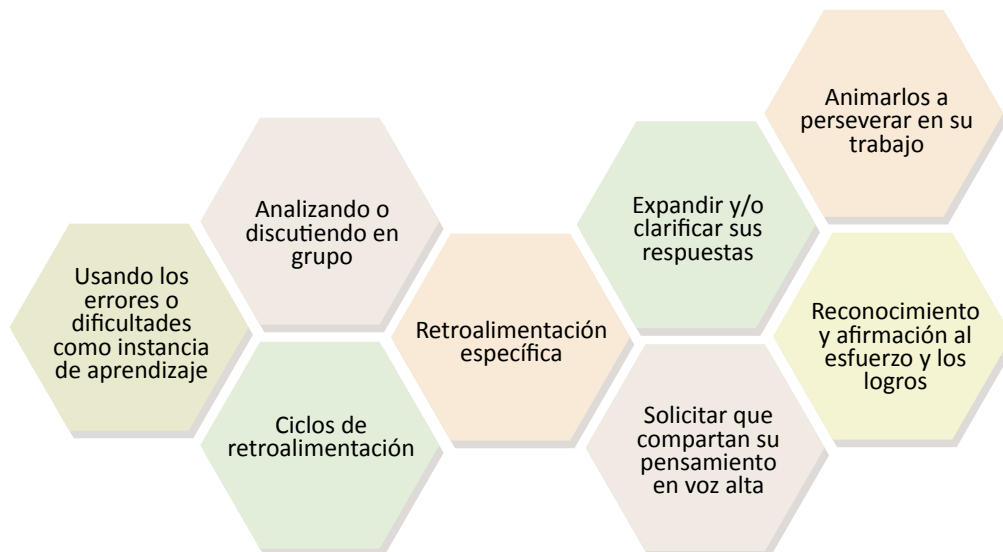 Usando los
errores o
dificultades
como instancia
de aprendizaje
Analizando o
discutiendo en
grupo
Ciclos de
retroalimentación
Retroalimentación
específica
Expandir y/o
clarificar sus
respuestas
Solicitar que
compartan su
pensamiento
en voz alta
Animarlos a
perseverar en su
trabajo
Reconocimiento
y afirmación al
esfuerzo y los
logros